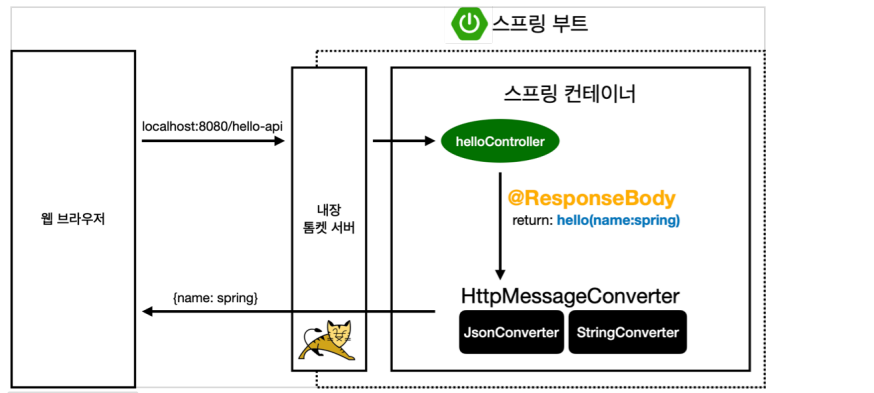 스프링 부트
스프링 컨테이너
localhost:8080/hello-api
helloController
@ResponseBody
return: hello(name:spring)
웹 브라우저
내장
톰켓 서버
{name: spring}
HttpMessageConverter
JsonConverter
StringConverter